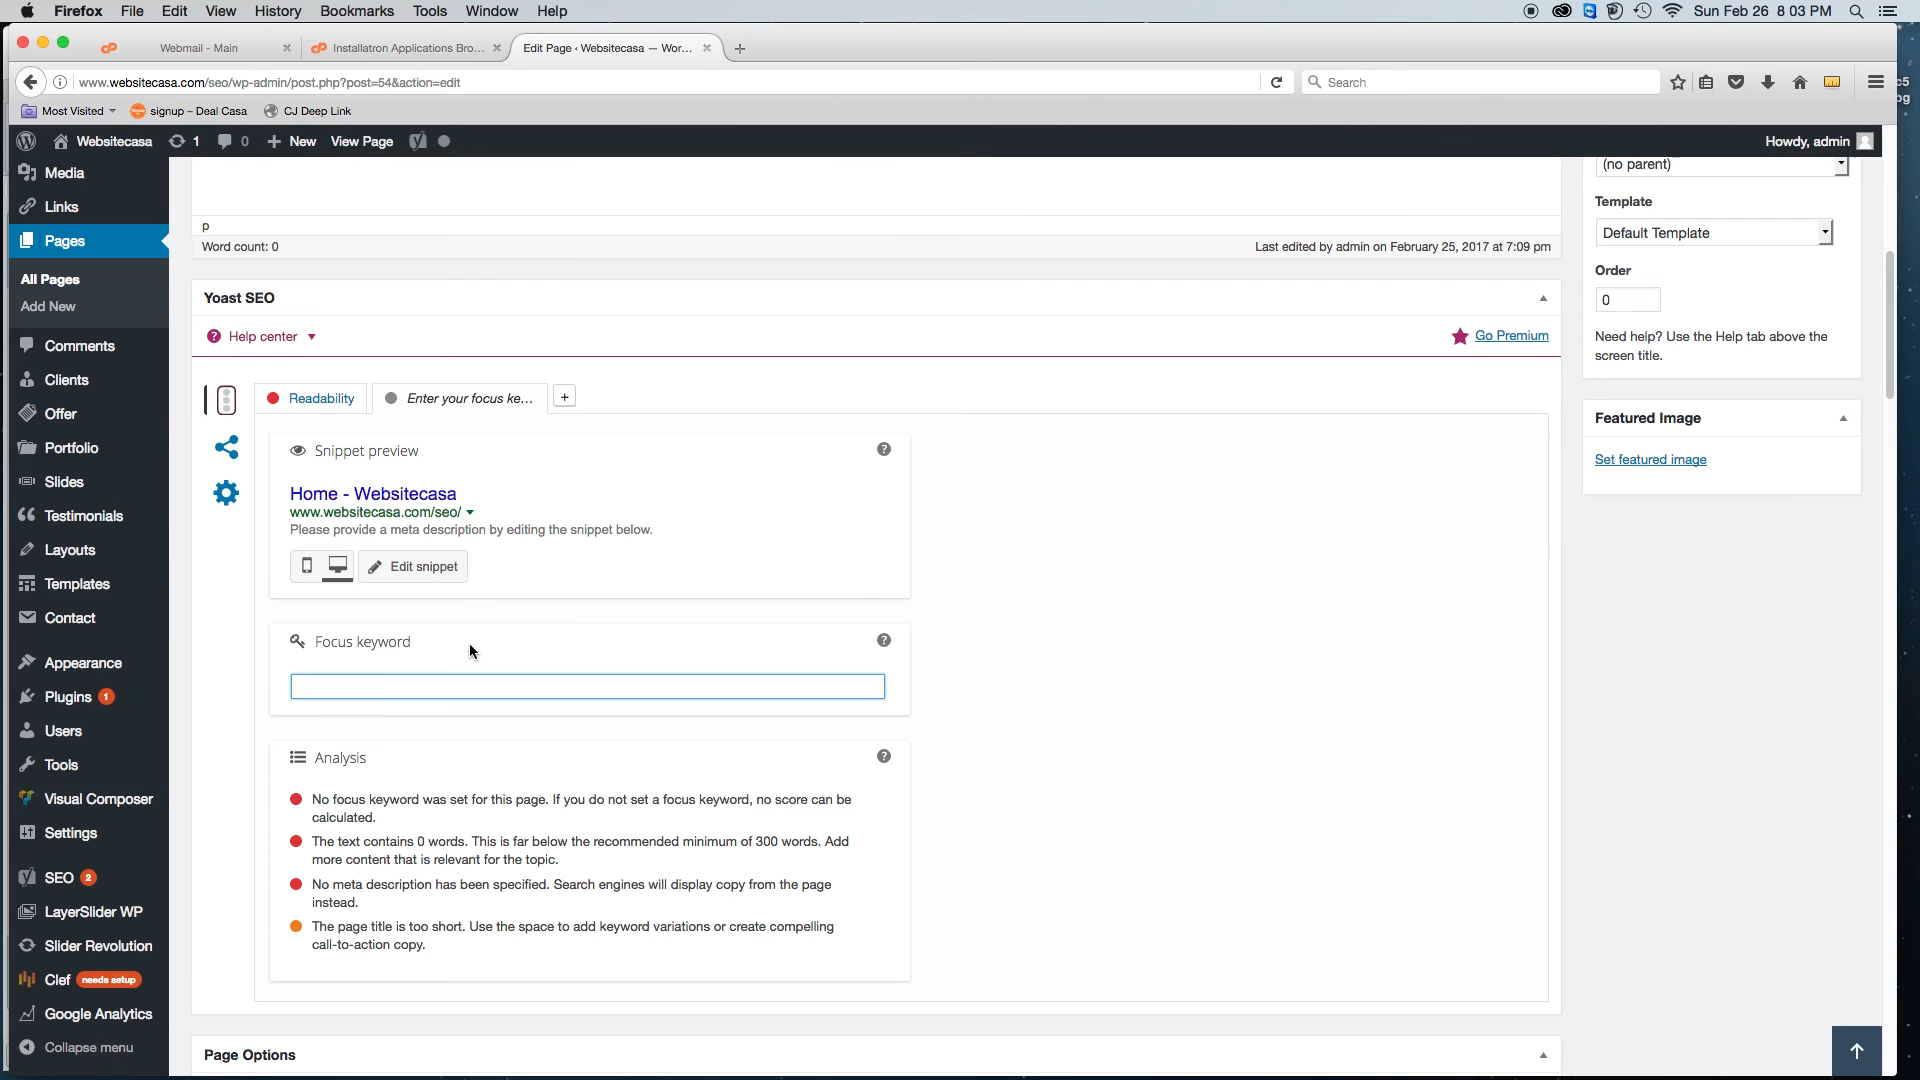 Firefox File Edit View History Bookmarks Tools Window Help
Sun Feb 26 8:03 PM
Webmail - Main
Installatron Applications Bro...
Edit Page ‹ Websitecasa — Wor...
www.websitecasa.com/seo/wp-admin/post.php?post=54&action=edit
Search
Most Visited
signup – Deal Casa
CJ Deep Link
Websitecasa
1
0
New
View Page
Howdy, admin
Media
Links
Pages
All Pages
Add New
Comments
Clients
Offer
Portfolio
Slides
Testimonials
Layouts
Templates
Contact
Appearance
Plugins 1
Users
Tools
Visual Composer
Settings
SEO 2
LayerSlider WP
Slider Revolution
Clef needs setup
Google Analytics
Collapse menu
p
Word count: 0
Last edited by admin on February 25, 2017 at 7:09 pm
Yoast SEO
Help center
Go Premium
Readability
Enter your focus ke...
+
Snippet preview
Home - Websitecasa
www.websitecasa.com/seo/
Please provide a meta description by editing the snippet below.
Edit snippet
Focus keyword
Analysis
No focus keyword was set for this page. If you do not set a focus keyword, no score can be
calculated.
The text contains 0 words. This is far below the recommended minimum of 300 words. Add
more content that is relevant for the topic.
No meta description has been specified. Search engines will display copy from the page
instead.
The page title is too short. Use the space to add keyword variations or create compelling
call-to-action copy.
Page Options
(no parent)
Template
Default Template
Order
0
Need help? Use the Help tab above the
screen title.
Featured Image
Set featured image